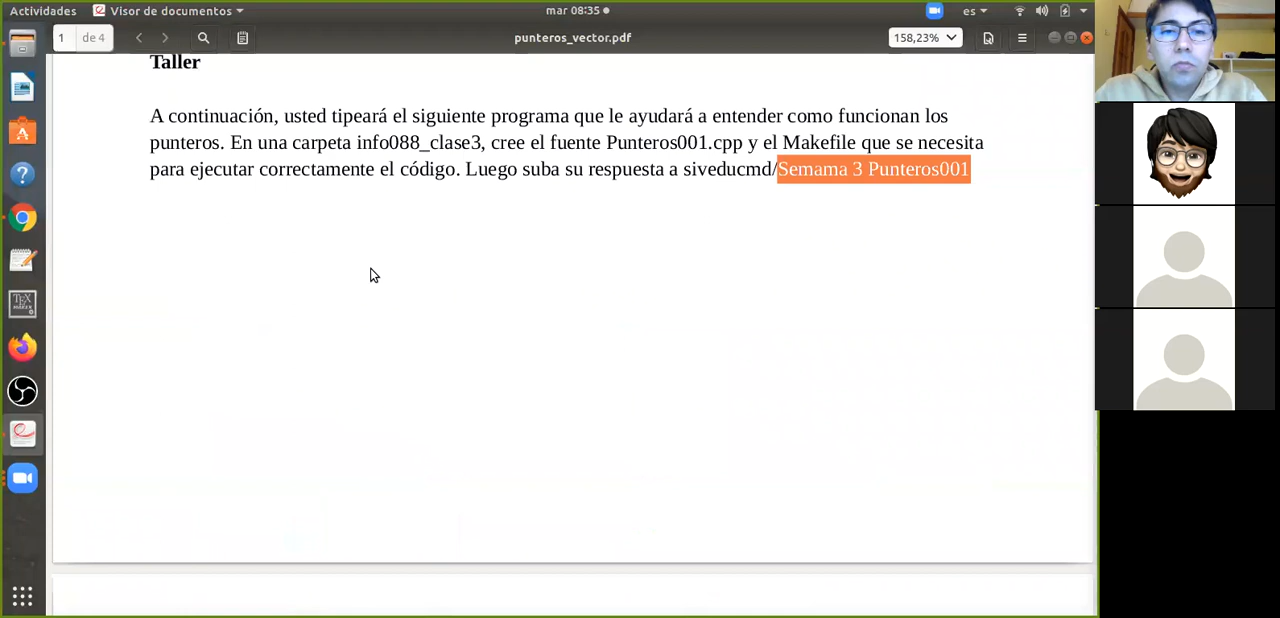 Actividades
Visor de documentos
mar 08:35
es
1
de 4
punteros_vector.pdf
158,23%
Taller
A continuación, usted tipeará el siguiente programa que le ayudará a entender como funcionan los
punteros. En una carpeta info088_clase3, cree el fuente Punteros001.cpp y el Makefile que se necesita
para ejecutar correctamente el código. Luego suba su respuesta a siveducmd/Semama 3 Punteros001